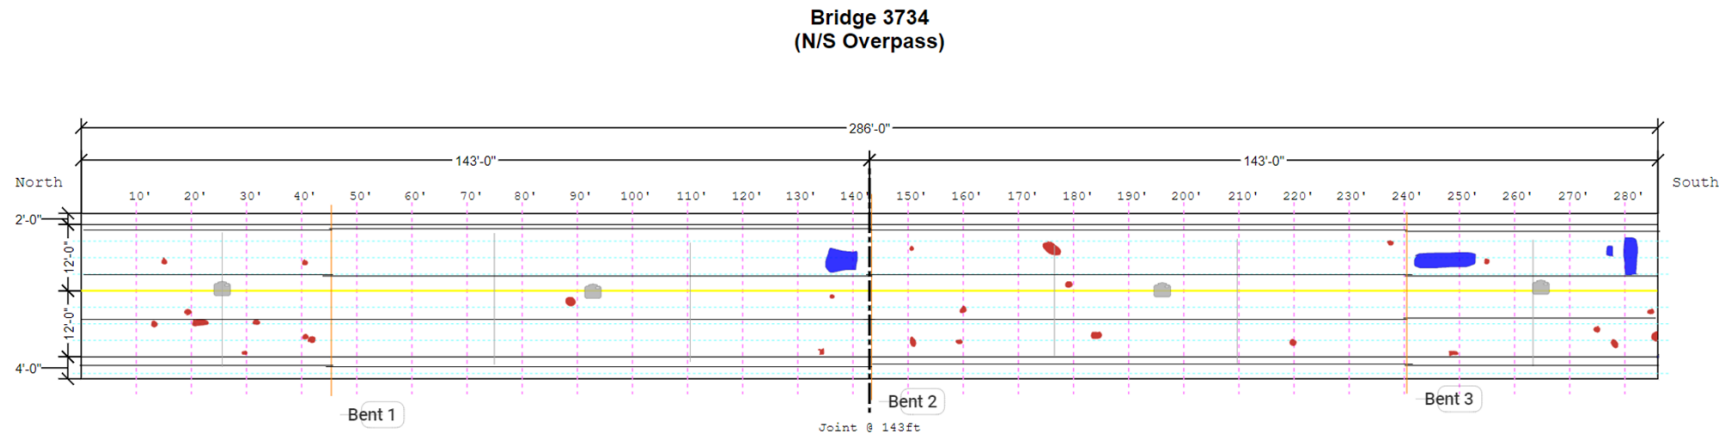 Bridge 3734
(N/S Overpass)
286'-0"
143'-0" 143'-0"
North 10' 20' 30' 40' 50' 60' 70' 80' 90' 100' 110' 120' 130' 140' 150' 160' 170' 180' 190' 200' 210' 220' 230' 240' 250' 260' 270' 280' South
2'-0"
12'-0"
12'-0"
4'-0"
Bent 1 Bent 2 Bent 3
Joint @ 143ft